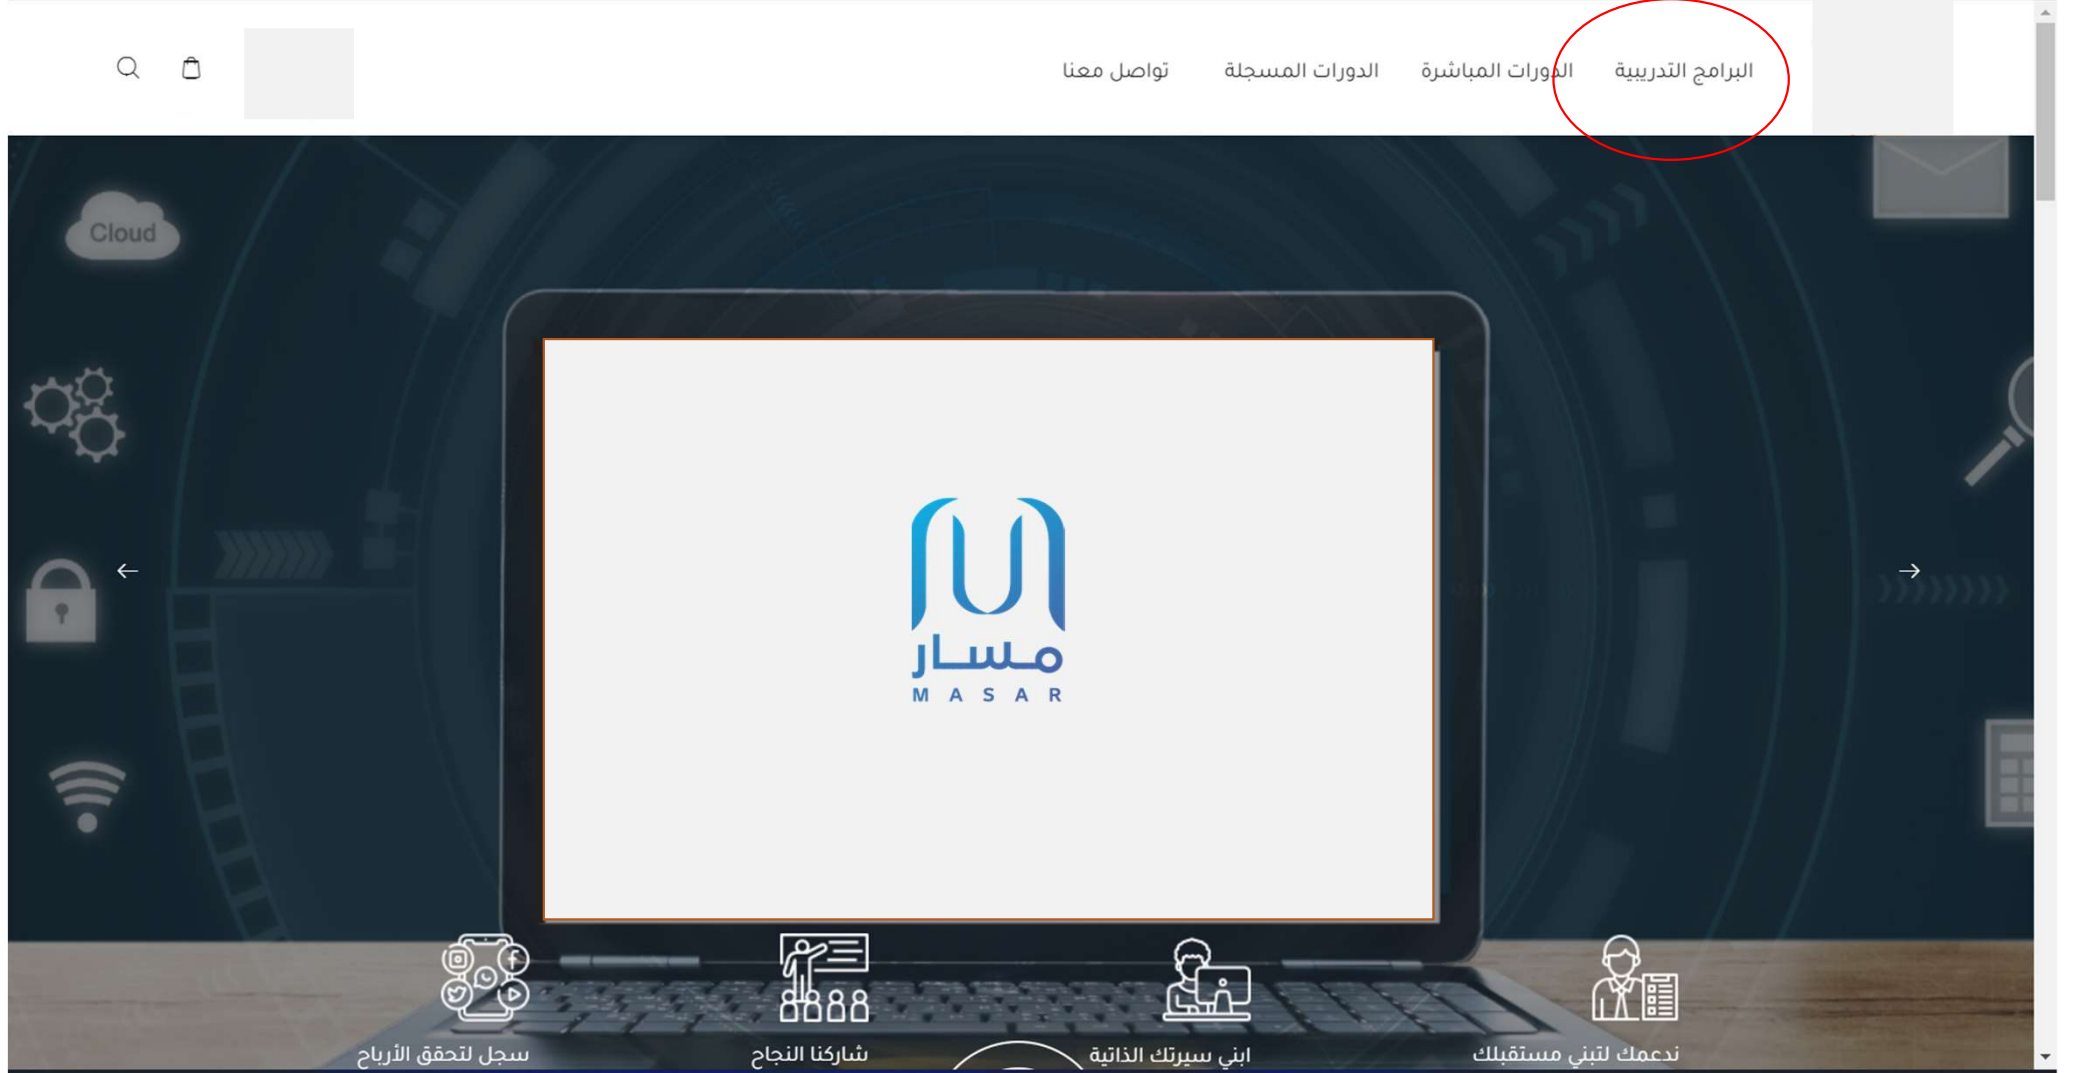 البرامج التدريبية
الدورات المباشرة
الدورات المسجلة
تواصل معنا
Cloud
مسار
MASAR
ندعمك لتبني مستقبلك
ابني سيرتك الذاتية
شاركنا النجاح
سجل لتحقق الأرباح